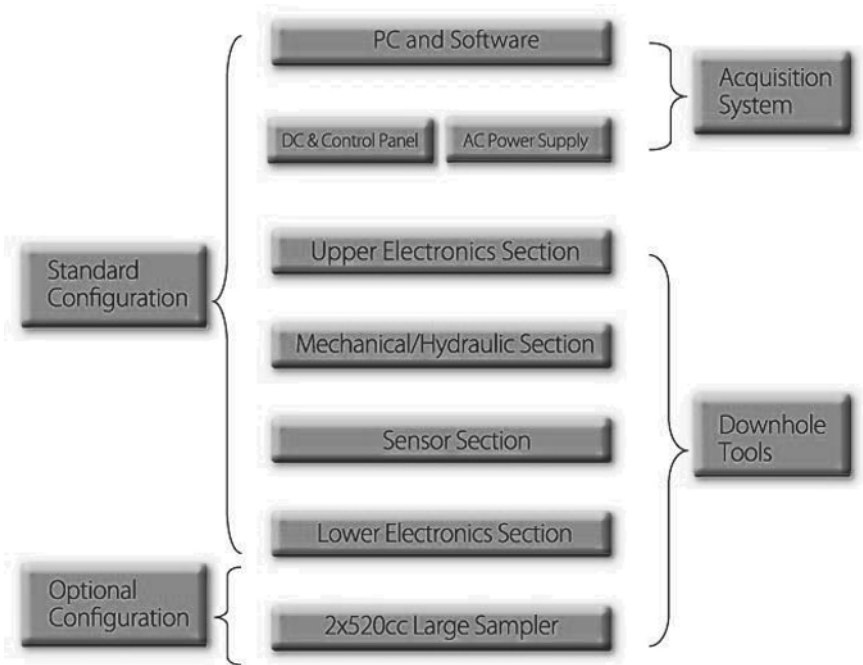 PC and Software
Acquisition
System
DC & Control Panel
AC Power Supply
Upper Electronics Section
Standard
Configuration
Mechanical/Hydraulic Section
Sensor Section
Downhole
Tools
Lower Electronics Section
Optional
Configuration
2x520cc Large Sampler